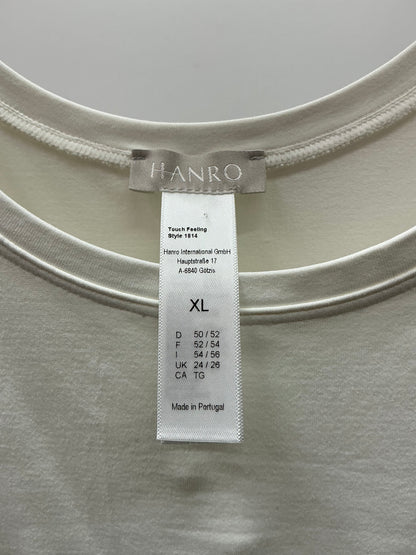 HANRO
Touch Feeling
Style 1814
Hanro International GmbH
Hauptstraße 17
A-6840 Götzis
XL
D 50 / 52
F 52 / 54
I 54 / 56
UK 24 / 26
CA TG
Made in Portugal